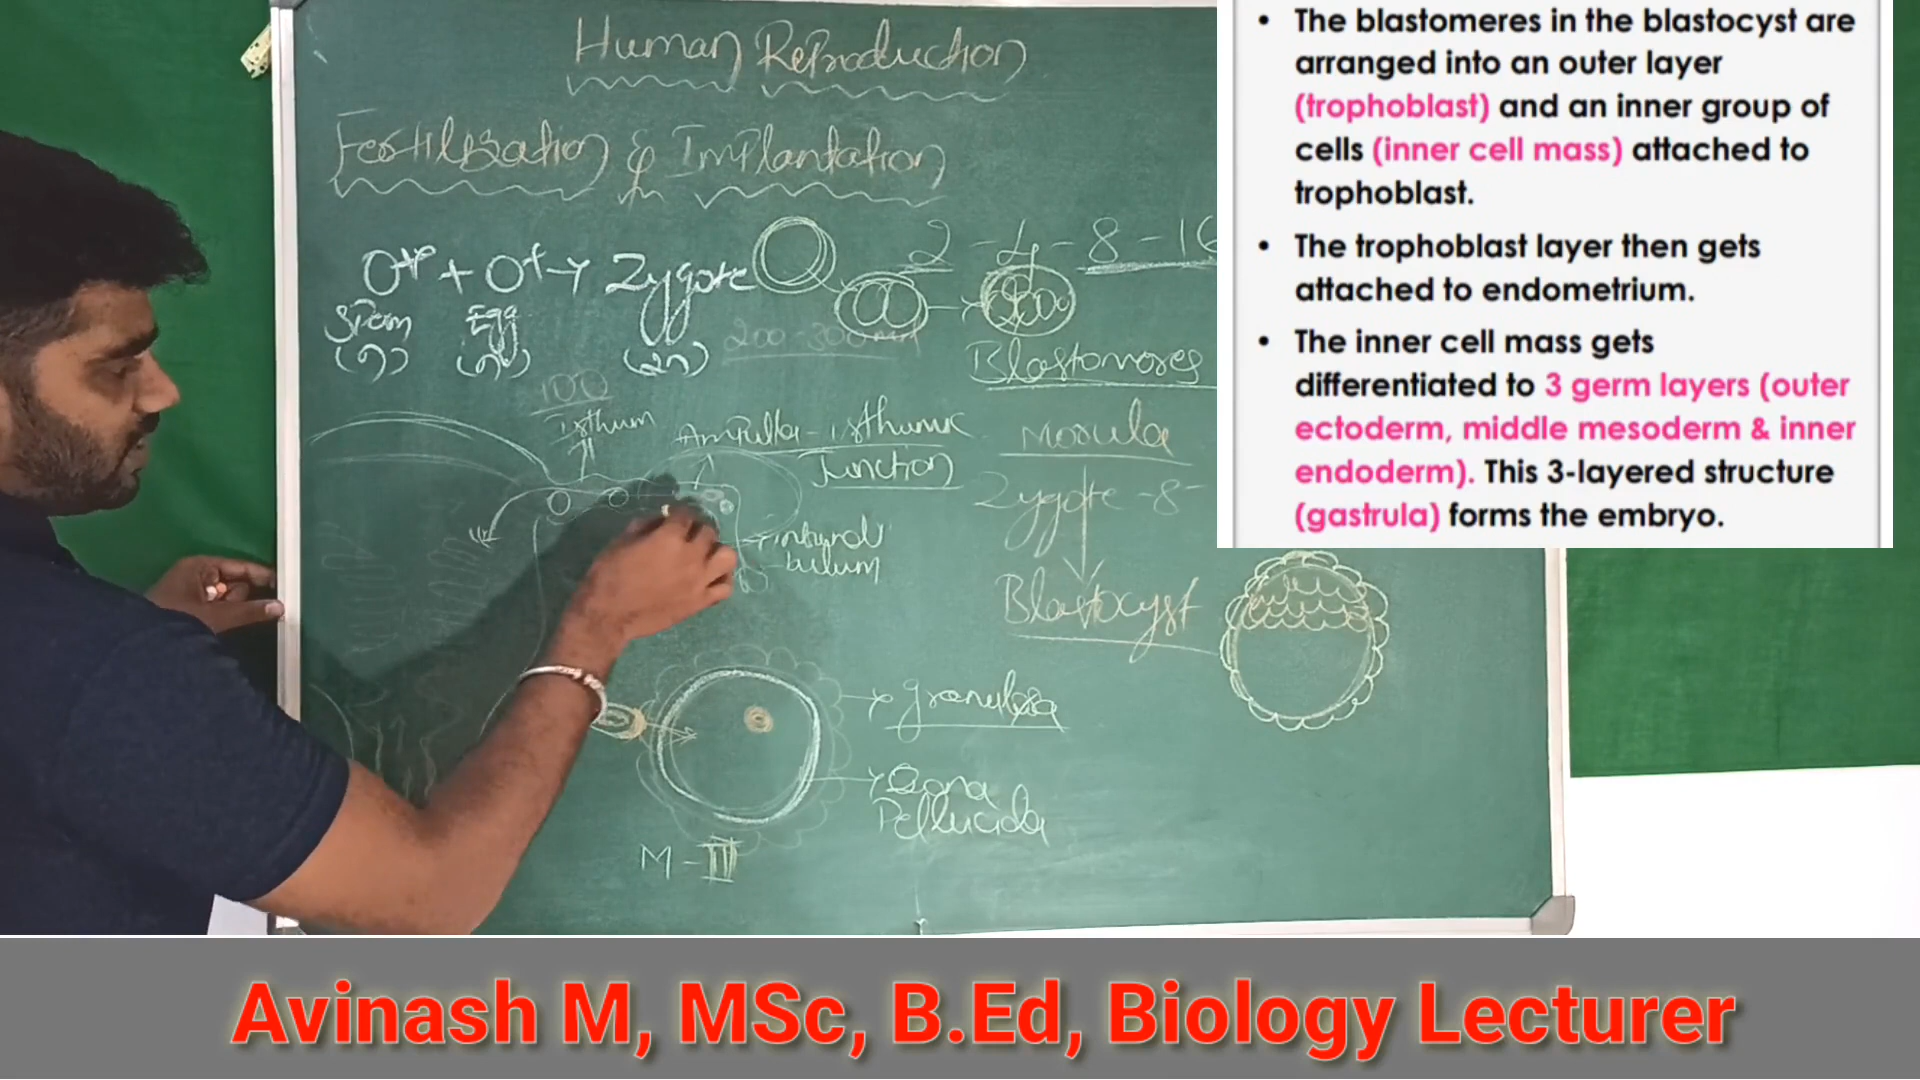 Human Reproduction
Fertilization & Implantation
2 - 4 - 8 - 16
+ → Zygote
Sperm
Egg
(n)
(n)
(2n)
200-300
Blastomeres
100
Isthum
Ampulla - Isthumic
Junction
Morula
Zygote - 8 -
Blastocyst
granulosa
Zona
Pellucida
M - II
• The blastomeres in the blastocyst are
arranged into an outer layer
(trophoblast) and an inner group of
cells (inner cell mass) attached to
trophoblast.
• The trophoblast layer then gets
attached to endometrium.
• The inner cell mass gets
differentiated to 3 germ layers (outer
ectoderm, middle mesoderm & inner
endoderm). This 3-layered structure
(gastrula) forms the embryo.
Avinash M, MSc, B.Ed, Biology Lecturer